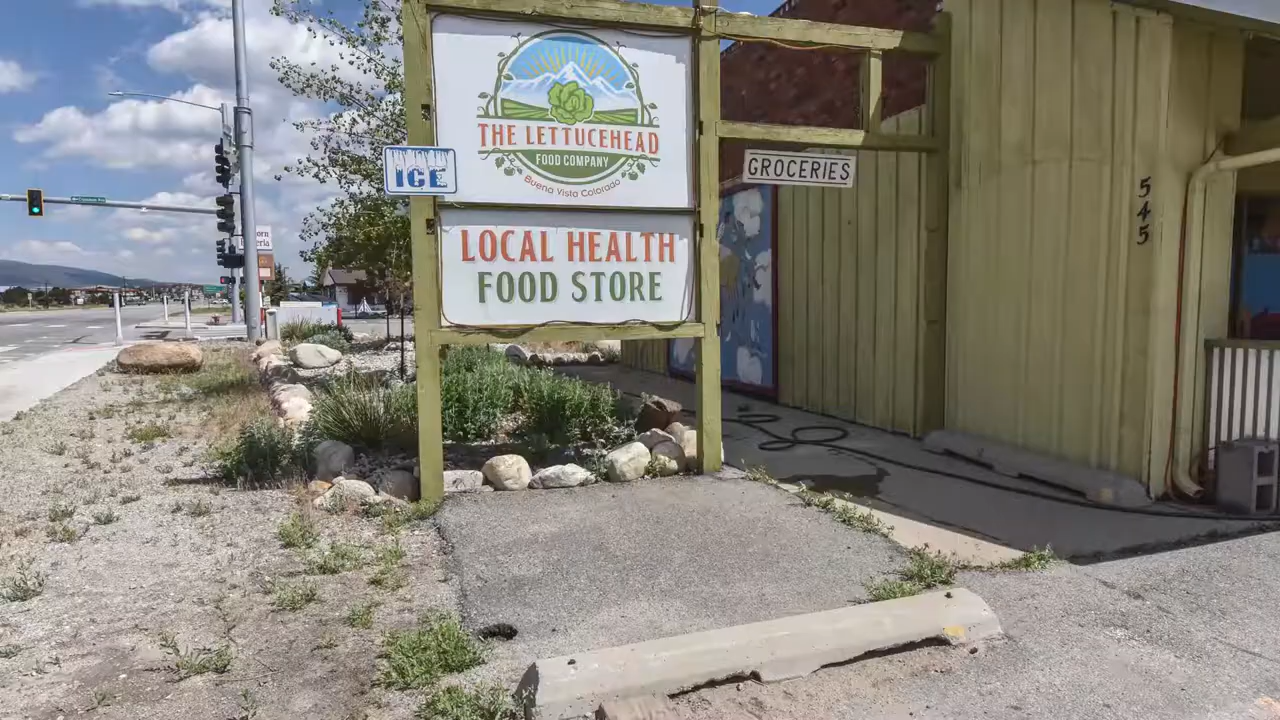 THE LETTUCEHEAD
FOOD COMPANY
Buena Vista Colorado
ICE
GROCERIES
LOCAL HEALTH
FOOD STORE
545